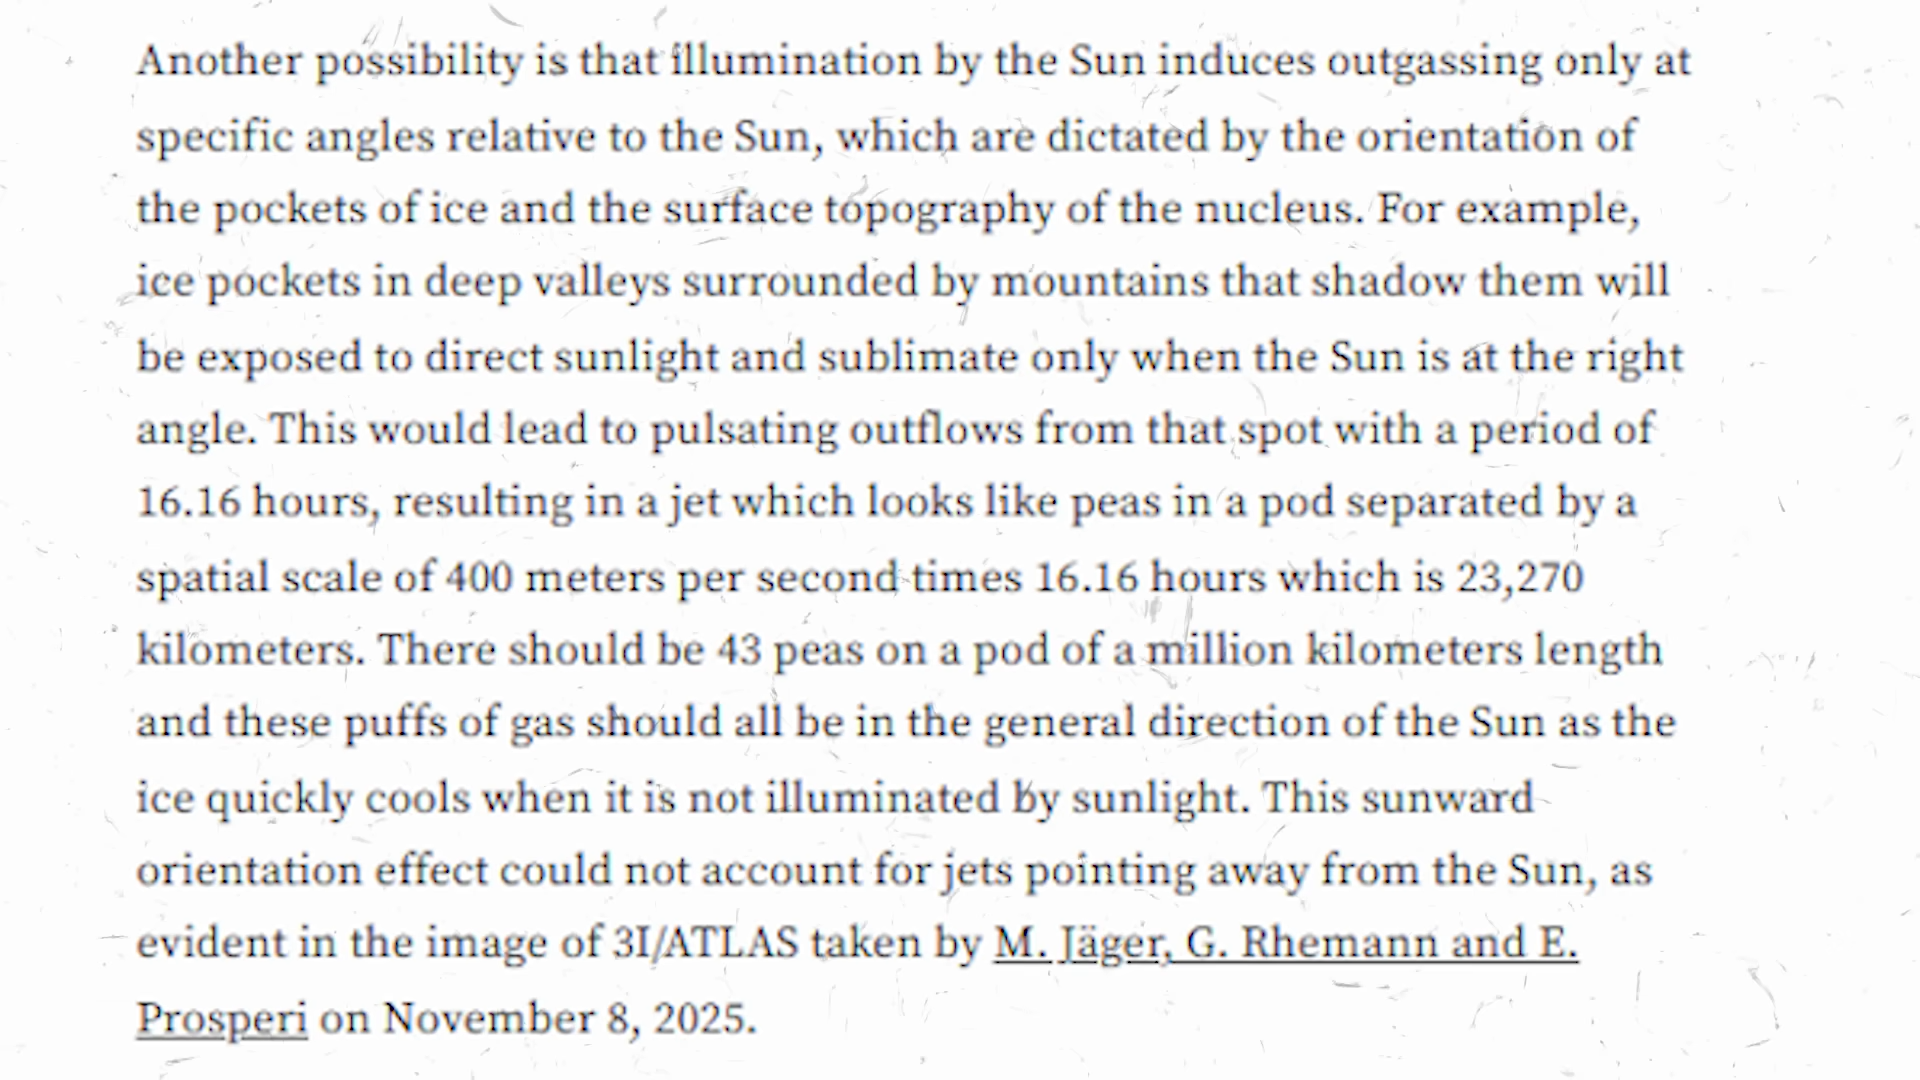 Another possibility is that illumination by the Sun induces outgassing only at
specific angles relative to the Sun, which are dictated by the orientation of
the pockets of ice and the surface topography of the nucleus. For example,
ice pockets in deep valleys surrounded by mountains that shadow them will
be exposed to direct sunlight and sublimate only when the Sun is at the right
angle. This would lead to pulsating outflows from that spot with a period of
16.16 hours, resulting in a jet which looks like peas in a pod separated by a
spatial scale of 400 meters per second times 16.16 hours which is 23,270
kilometers. There should be 43 peas on a pod of a million kilometers length
and these puffs of gas should all be in the general direction of the Sun as the
ice quickly cools when it is not illuminated by sunlight. This sunward
orientation effect could not account for jets pointing away from the Sun, as
evident in the image of 3I/ATLAS taken by M. Jäger, G. Rhemann and E.
Prosperi on November 8, 2025.